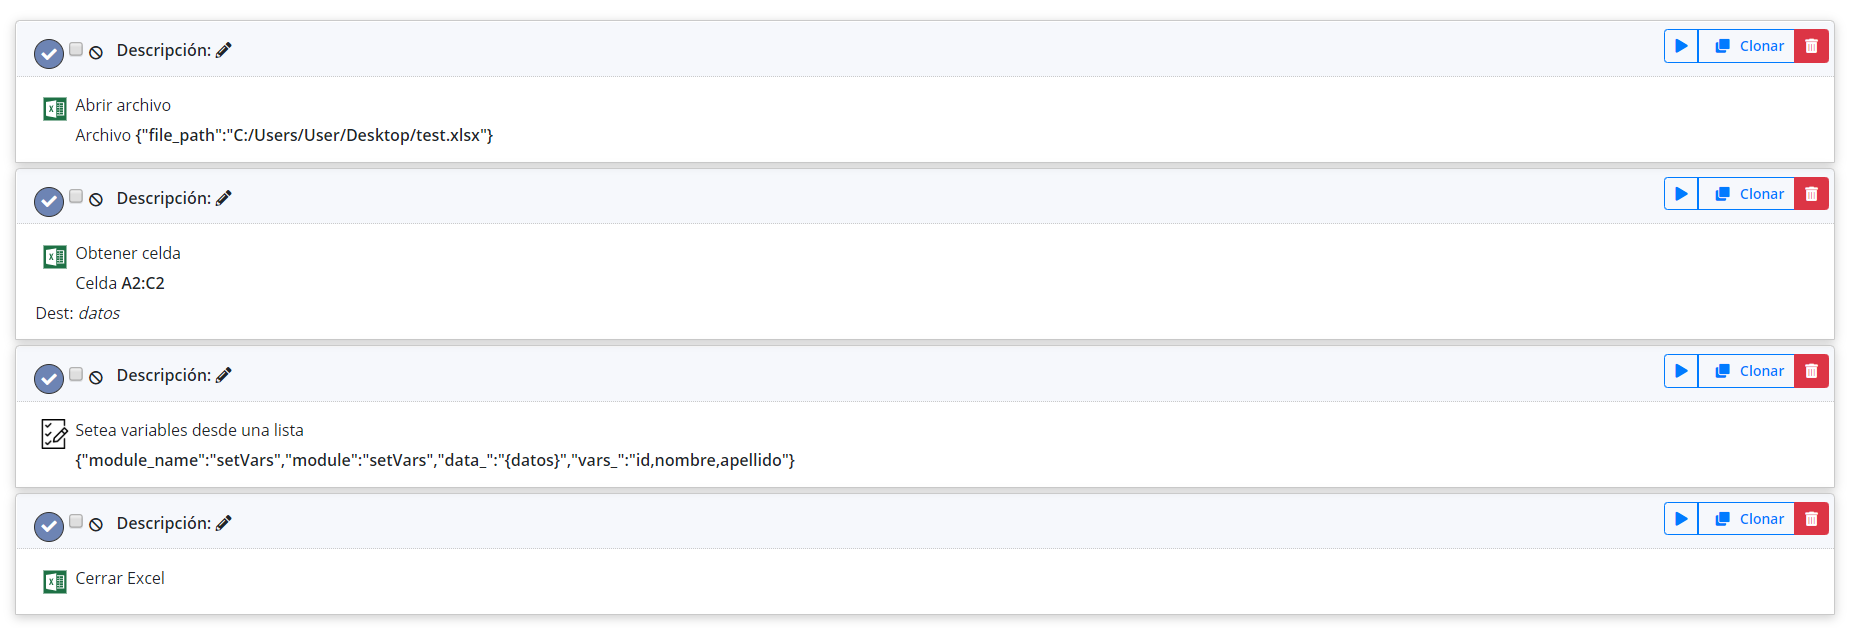 Descripción:
Clonar
Abrir archivo
Archivo {"file_path":"C:/Users/User/Desktop/test.xlsx"}
Descripción:
Clonar
Obtener celda
Celda A2:C2
Dest: datos
Descripción:
Clonar
Setea variables desde una lista
{"module_name":"setVars","module":"setVars","data_":"{datos}","vars_":"id,nombre,apellido"}
Descripción:
Clonar
Cerrar Excel